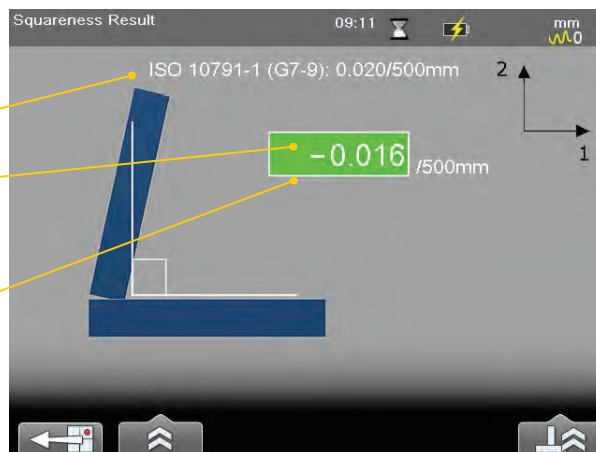 Squareness Result 09:11 mm
0
ISO 10791-1 (G7-9): 0.020/500mm 2
-0.016 /500mm
1